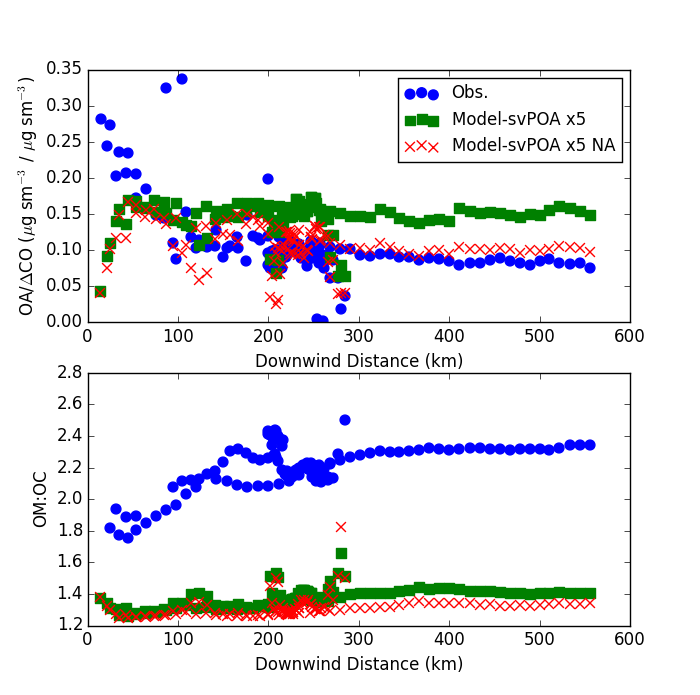 0.35
0.30
0.25
0.20
0.15
0.10
0.05
0.00
OA/△CO (μg sm⁻³ / μg sm⁻³)
Obs.
Model-svPOA x5
Model-svPOA x5 NA
0 100 200 300 400 500 600
Downwind Distance (km)
2.8
2.6
2.4
2.2
2.0
1.8
1.6
1.4
1.2
OM:OC
0 100 200 300 400 500 600
Downwind Distance (km)